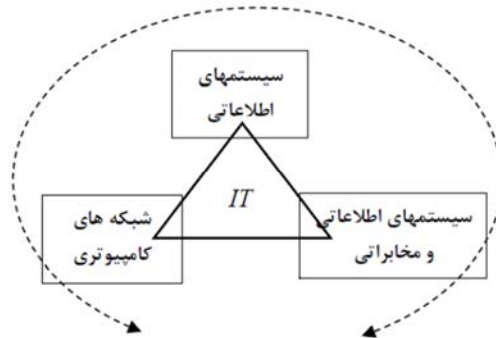 سیستمهای
اطلاعاتی
IT
سیستمهای اطلاعاتی
و مخابراتی
شبکه های
کامپیوتری